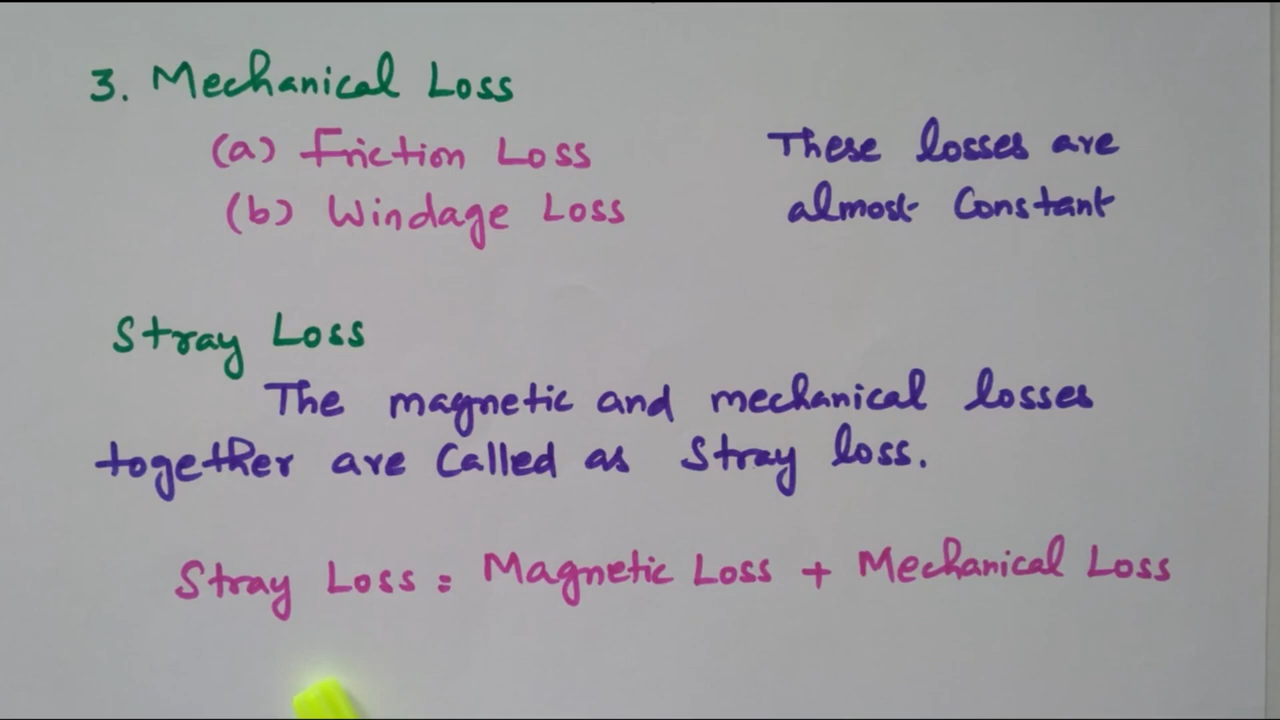 3. Mechanical Loss
(a) Friction Loss
(b) Windage Loss
These losses are
almost Constant
Stray Loss
The magnetic and mechanical losses
together are Called as Stray loss.
Stray Loss = Magnetic Loss + Mechanical Loss